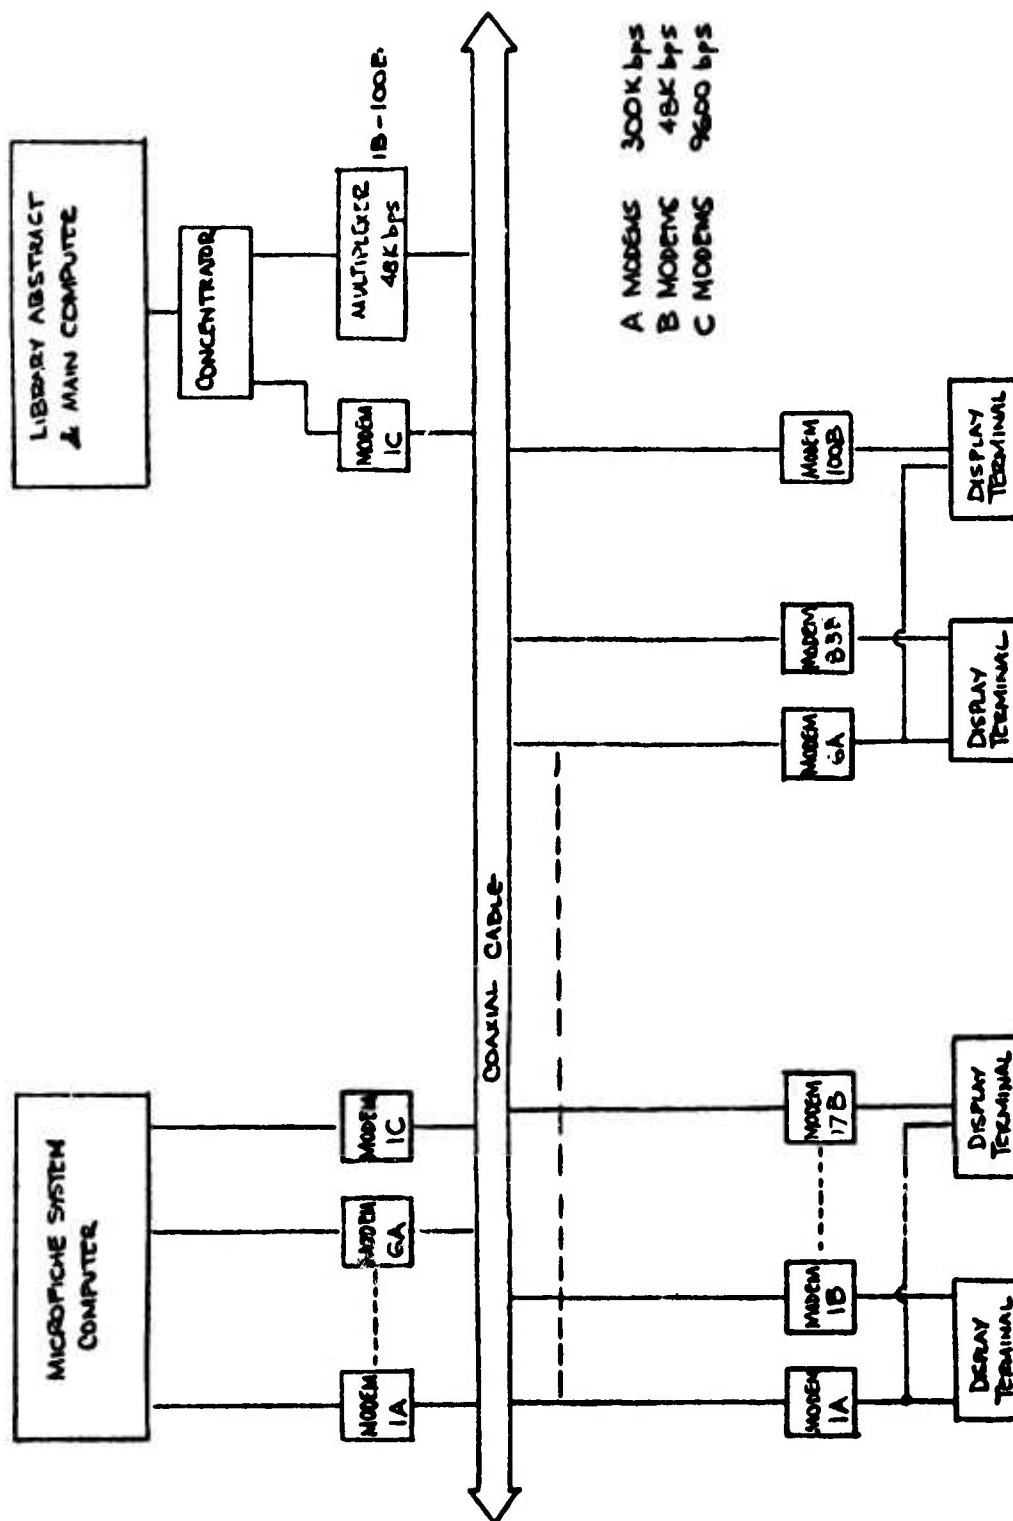 MICROFICHE SYSTEM
COMPUTER
LIBRARY ABSTRACT
& MAIN COMPUTER
CONCENTRATOR
MODEM
1A
MODEM
6A
MODEM
1C
MODEM
1C
MULTIPLEXER
48K bps
1B-100B
COAXIAL CABLE
A MODEMS 300K bps
B MODEMS 48K bps
C MODEMS 9600 bps
MODEM
1A
MODEM
1B
MODEM
17B
MODEM
6A
MODEM
MODEM
100B
DISPLAY
TERMINAL
DISPLAY
TERMINAL
DISPLAY
TERMINAL
DISPLAY
TERMINAL